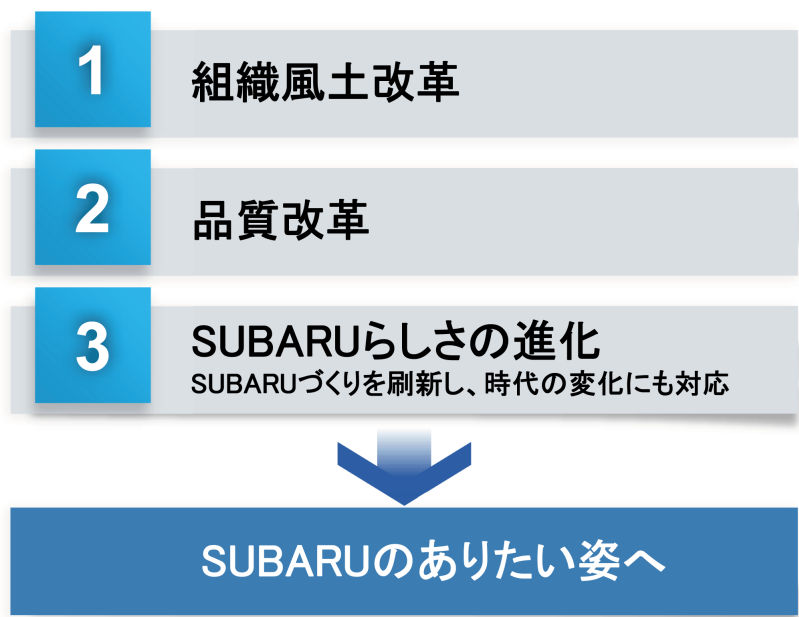 1
組織風土改革
2
品質改革
3
SUBARUらしさの進化
SUBARUづくりを刷新し、時代の変化にも対応
SUBARUのありたい姿へ